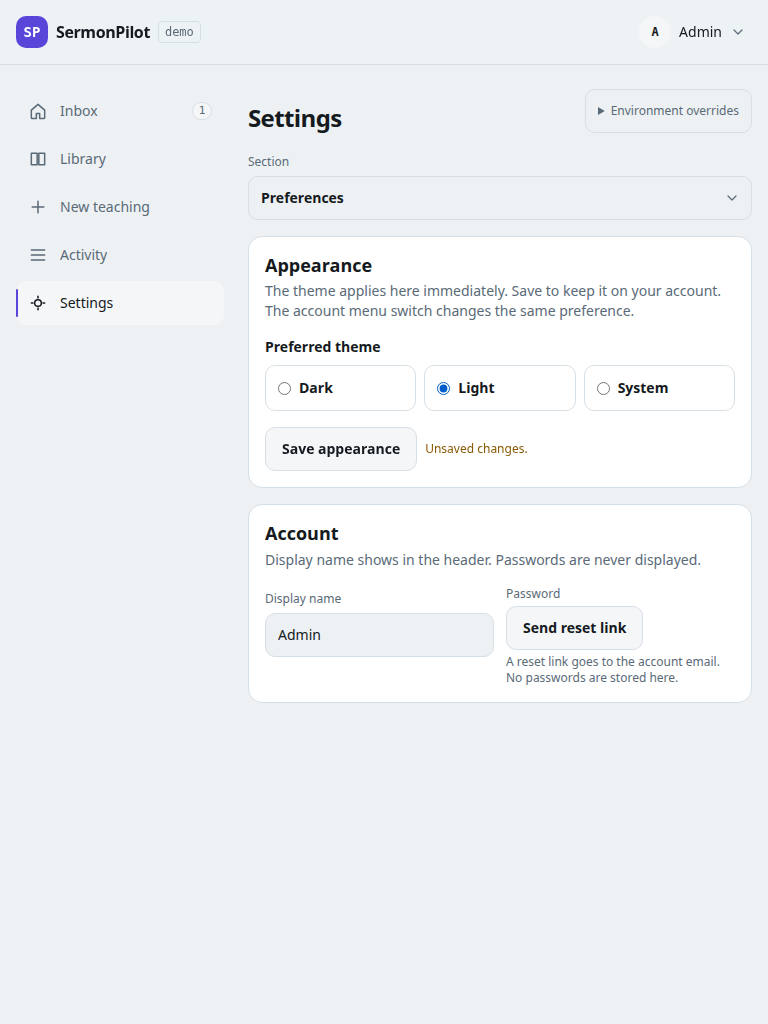 SP SermonPilot demo
A Admin
Inbox 1
Library
New teaching
Activity
Settings
Settings
Environment overrides
Section
Preferences
Appearance
The theme applies here immediately. Save to keep it on your account.
The account menu switch changes the same preference.
Preferred theme
Dark
Light
System
Save appearance
Unsaved changes.
Account
Display name shows in the header. Passwords are never displayed.
Display name
Admin
Password
Send reset link
A reset link goes to the account email.
No passwords are stored here.